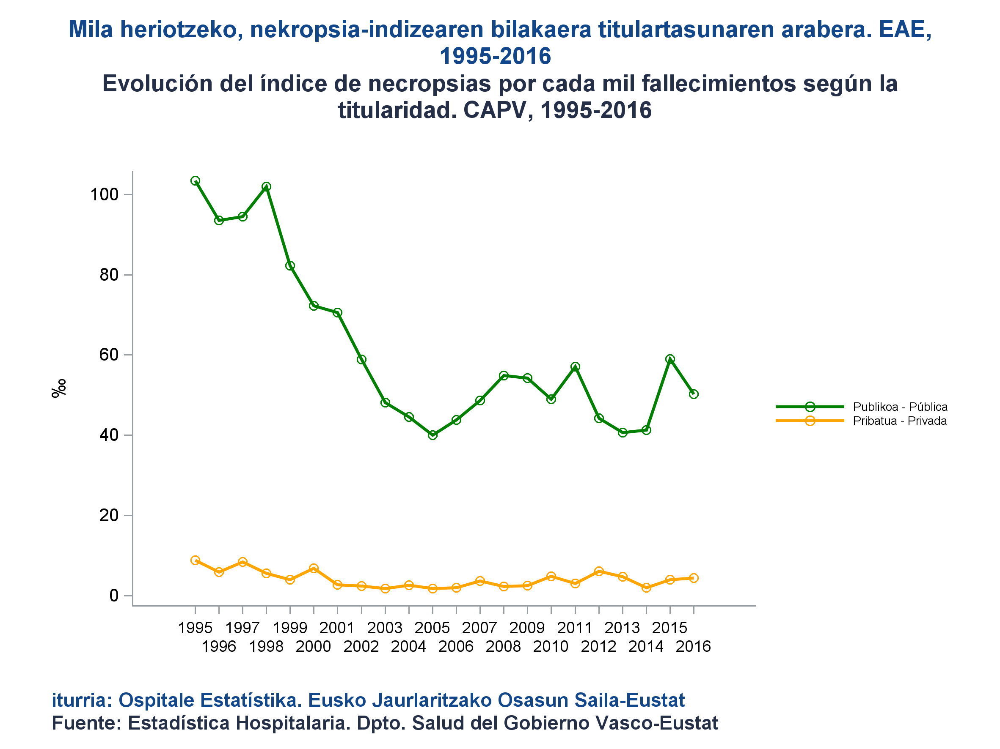 Mila heriotzeko, nekropsia-indizearen bilakaera titulartasunaren arabera. EAE,
1995-2016
Evolución del índice de necropsias por cada mil fallecimientos según la
titularidad. CAPV, 1995-2016
100
80
60
40
20
0
‰
Publikoa - Pública
Pribatua - Privada
1995 1997 1999 2001 2003 2005 2007 2009 2011 2013 2015
1996 1998 2000 2002 2004 2006 2008 2010 2012 2014 2016
iturria: Ospitale Estatístika. Eusko Jaurlaritzako Osasun Saila-Eustat
Fuente: Estadística Hospitalaria. Dpto. Salud del Gobierno Vasco-Eustat